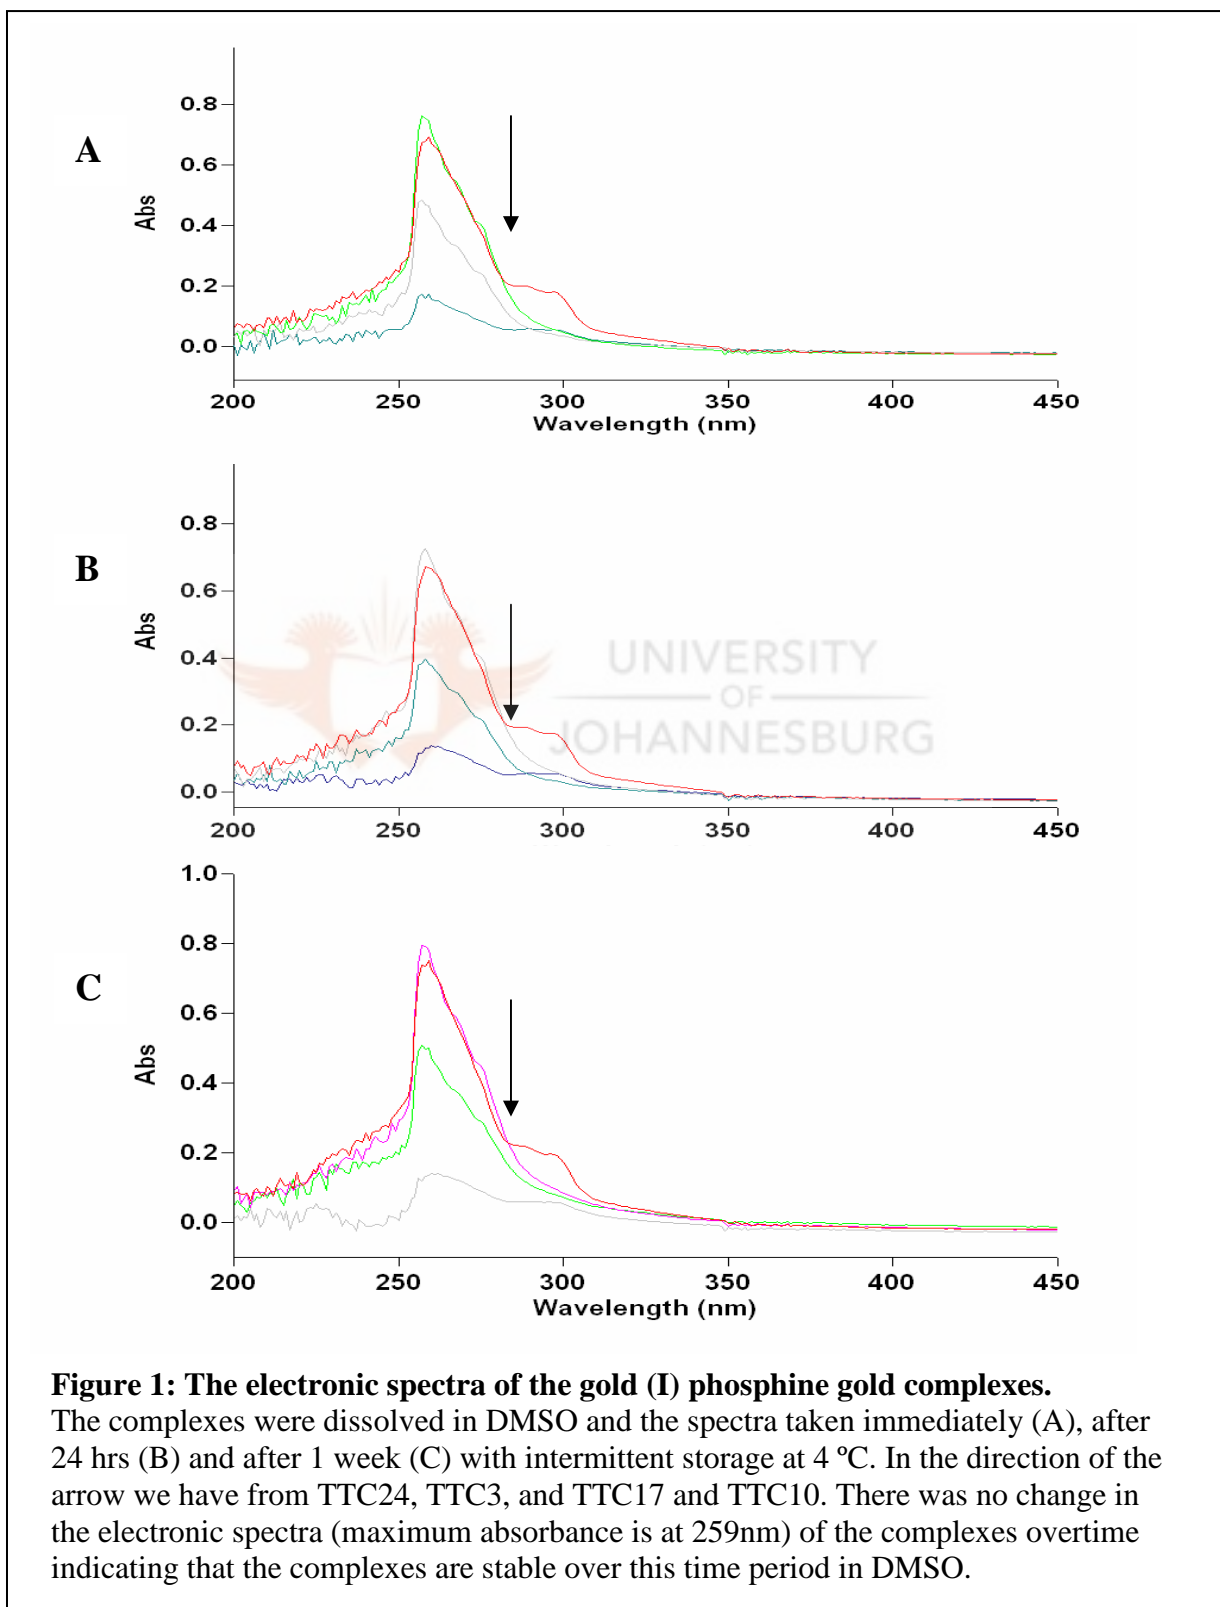 A
0.8
0.6
0.4
0.2
0.0
Abs
200 250 300 350 400 450
Wavelength (nm)
B
0.8
0.6
0.4
0.2
0.0
Abs
UNIVERSITY
OF
JOHANNESBURG
200 250 300 350 400 450
C
1.0
0.8
0.6
0.4
0.2
0.0
Abs
200 250 300 350 400 450
Wavelength (nm)
Figure 1: The electronic spectra of the gold (I) phosphine gold complexes.
The complexes were dissolved in DMSO and the spectra taken immediately (A), after
24 hrs (B) and after 1 week (C) with intermittent storage at 4 ºC. In the direction of the
arrow we have from TTC24, TTC3, and TTC17 and TTC10. There was no change in
the electronic spectra (maximum absorbance is at 259nm) of the complexes overtime
indicating that the complexes are stable over this time period in DMSO.